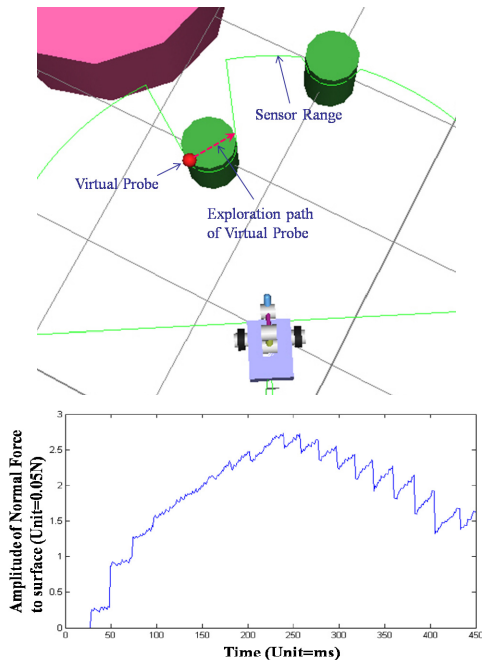 Sensor Range
Virtual Probe
Exploration path
of Virtual Probe
Amplitude of Normal Force
to surface (Unit=0.05N)
3
2.5
2
1.5
1
0.5
0
0
50
100
150
200
250
300
350
400
450
Time (Unit=ms)